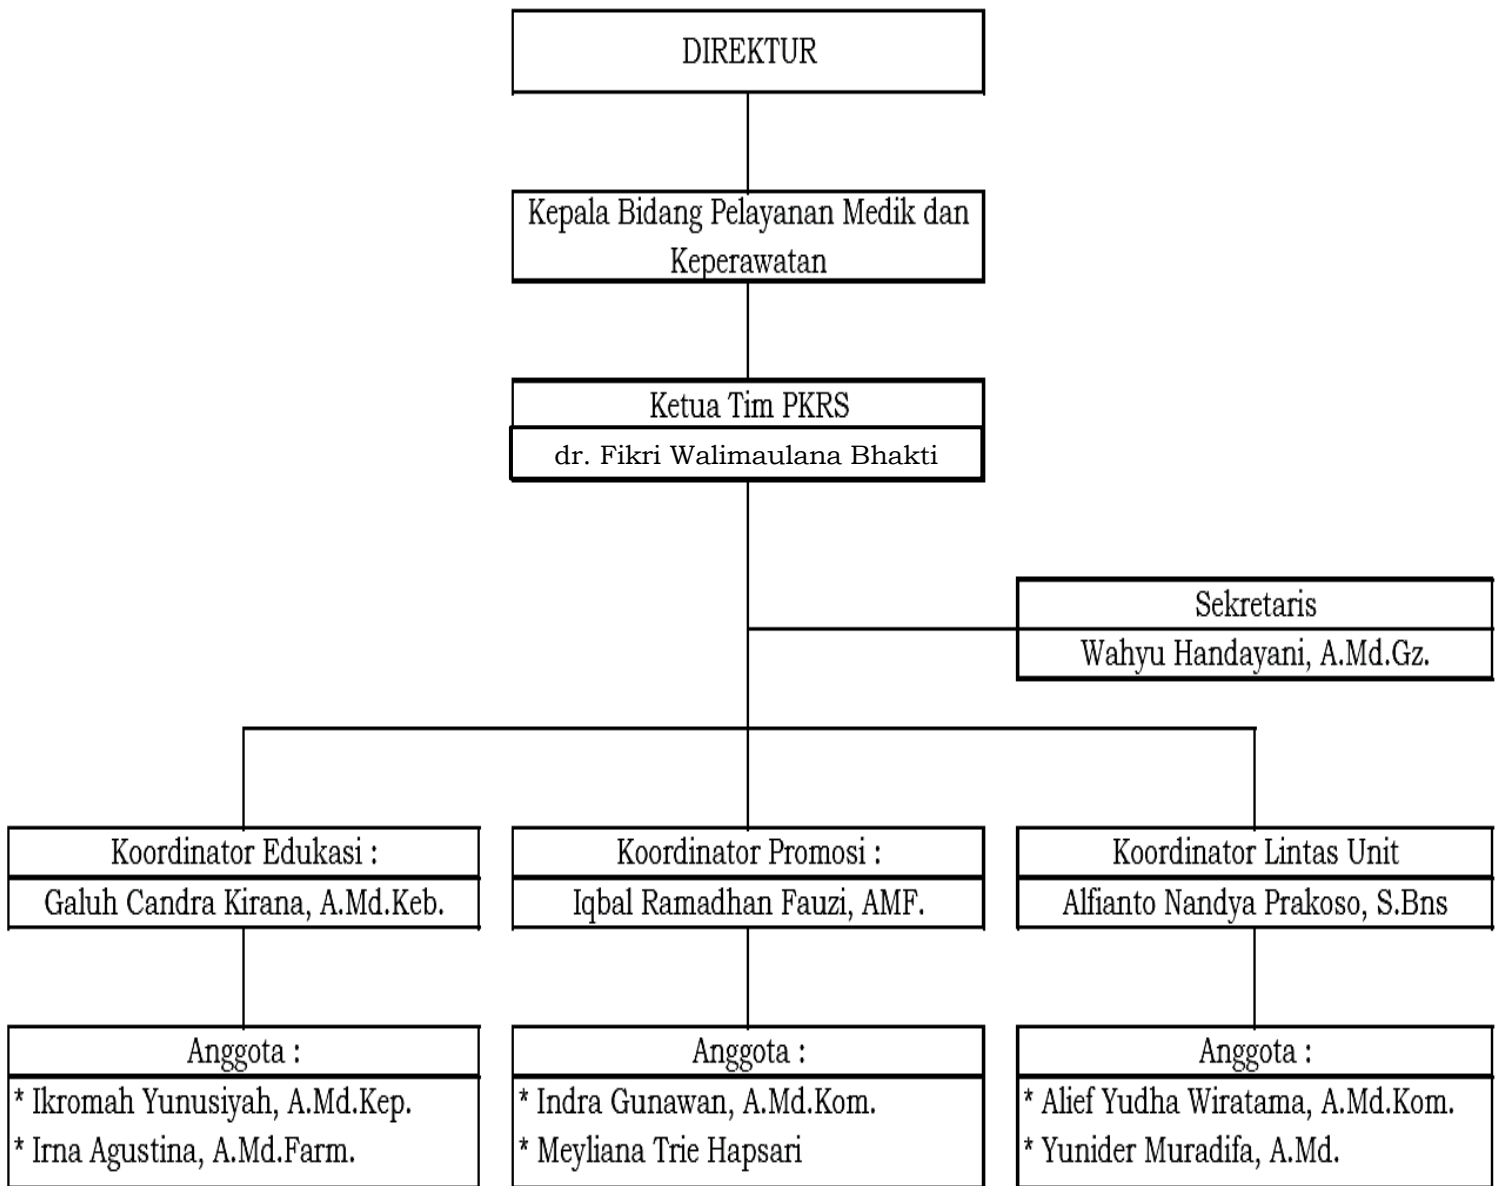 DIREKTUR
Kepala Bidang Pelayanan Medik dan
Keperawatan
Ketua Tim PKRS
dr. Fikri Walimaulana Bhakti
Sekretaris
Wahyu Handayani, A.Md.Gz.
Koordinator Edukasi :
Galuh Candra Kirana, A.Md.Keb.
Koordinator Promosi :
Iqbal Ramadhan Fauzi, AMF.
Koordinator Lintas Unit
Alfianto Nandya Prakoso, S.Bns
Anggota :
* Ikromah Yunusiyah, A.Md.Kep.
* Irna Agustina, A.Md.Farm.
Anggota :
* Indra Gunawan, A.Md.Kom.
* Meyliana Trie Hapsari
Anggota :
* Alief Yudha Wiratama, A.Md.Kom.
* Yunider Muradifa, A.Md.